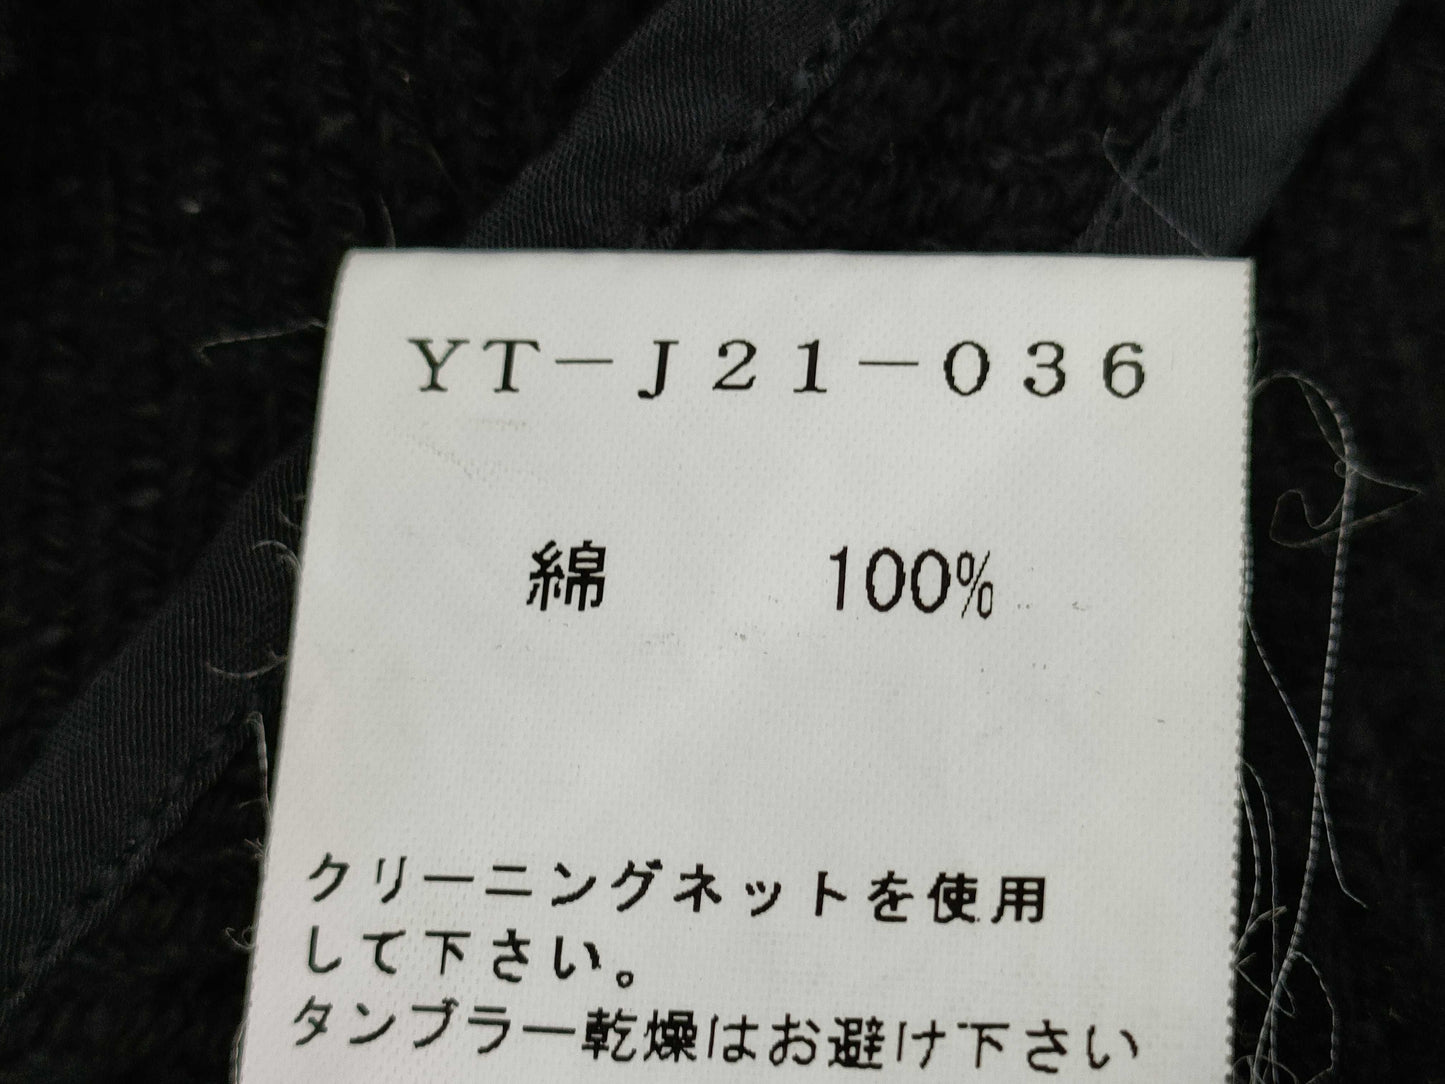 YT-J21-036
綿 100%
クリーニングネットを使用
して下さい。
タンブラー乾燥はお避け下さい